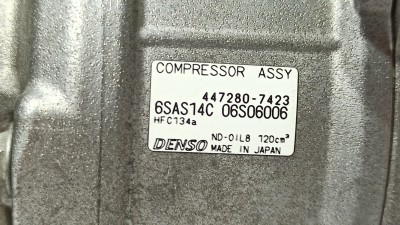 COMPRESSOR ASSY
447280-7423
6SAS14C 06S06006
HFC134a
DENSO ND-OIL8 120cm³
MADE IN JAPAN